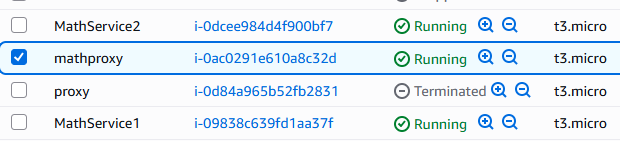 MathService2 i-0dcee984d4f900bf7 Running t3.micro
mathproxy i-0ac0291e610a8c32d Running t3.micro
proxy i-0d84a965b52fb2831 Terminated t3.micro
MathService1 i-09838c639fd1aa37f Running t3.micro